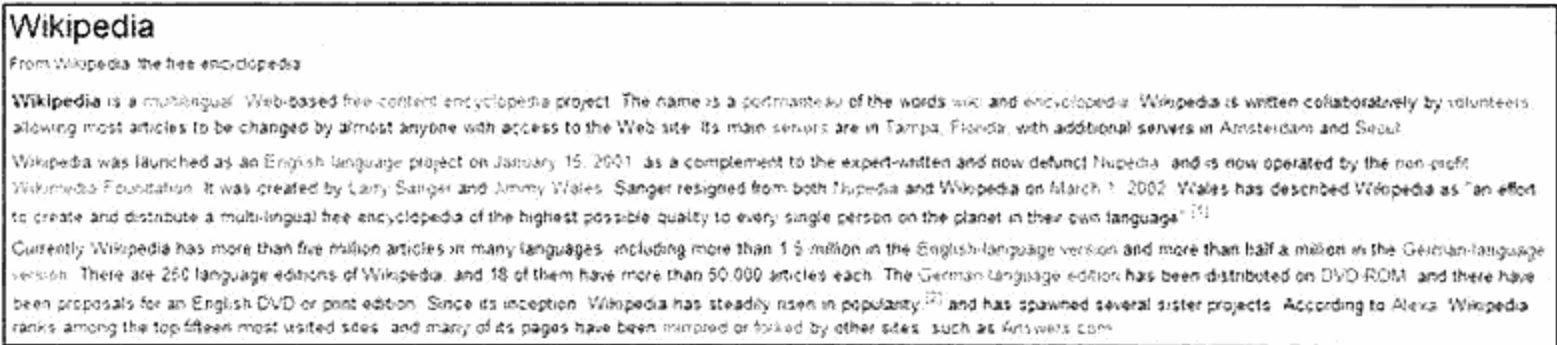 Wikipedia
From Wikipedia the free encyclopedia
Wikipedia is a multilingual, Web-based free-content encyclopedia project. The name is a portmanteau of the words wiki and encyclopedia. Wikipedia is written collaboratively by volunteers,
allowing most articles to be changed by almost anyone with access to the Web site. Its main servers are in Tampa, Florida, with additional servers in Amsterdam and Seoul.
Wikipedia was launched as an English language project on January 15, 2001, as a complement to the expert-written and now defunct Nupedia, and is now operated by the non-profit
Wikimedia Foundation. It was created by Larry Sanger and Jimmy Wales. Sanger resigned from both Nupedia and Wikipedia on March 1, 2002. Wales has described Wikipedia as "an effort
to create and distribute a multi-lingual free encyclopedia of the highest possible quality to every single person on the planet in their own language" [1]
Currently Wikipedia has more than five million articles in many languages, including more than 1.5 million in the English-language version and more than half a million in the German-language
version. There are 250 language editions of Wikipedia, and 18 of them have more than 50,000 articles each. The German-language edition has been distributed on DVD-ROM, and there have
been proposals for an English DVD or print edition. Since its inception, Wikipedia has steadily risen in popularity, [2] and has spawned several sister projects. According to Alexa, Wikipedia
ranks among the top fifteen most visited sites, and many of its pages have been mirrored or forked by other sites, such as Answers.com